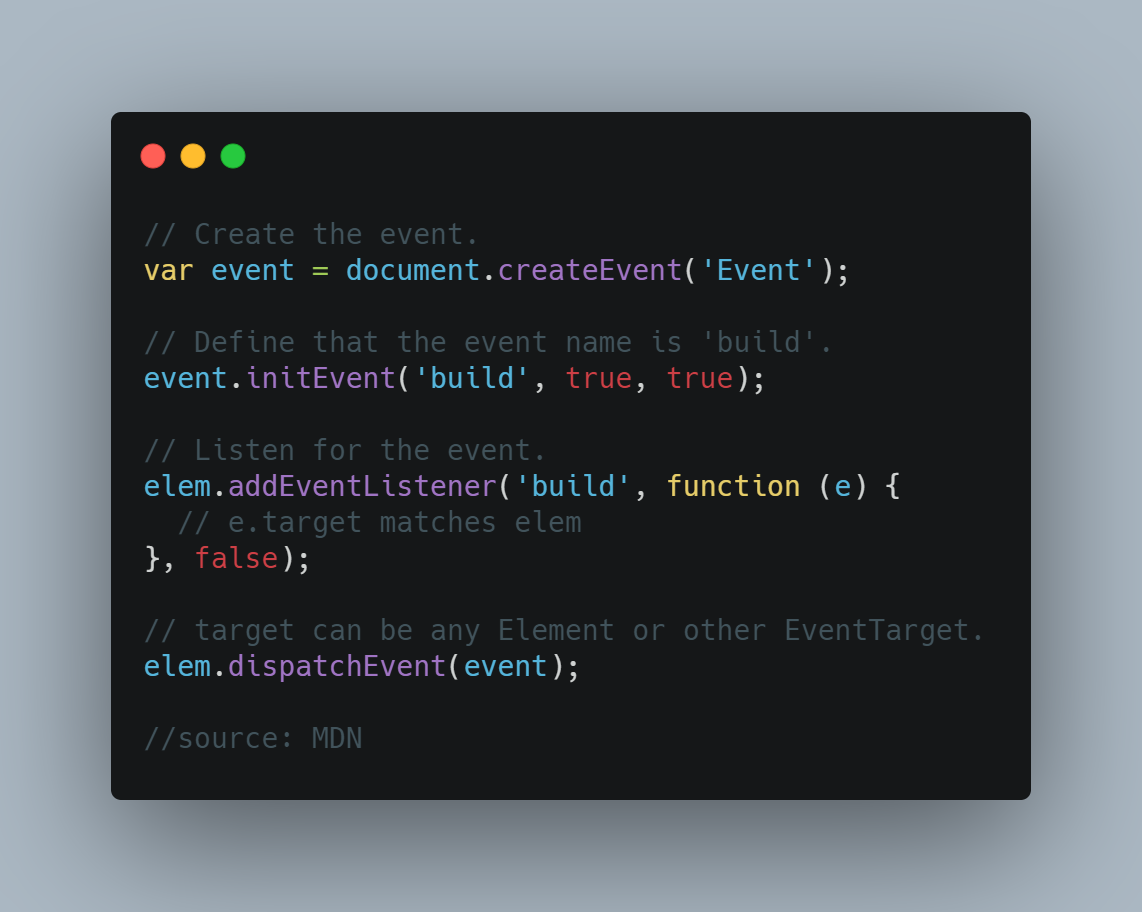 // Create the event.
var event = document.createEvent('Event');
// Define that the event name is 'build'.
event.initEvent('build', true, true);
// Listen for the event.
elem.addEventListener('build', function (e) {
  // e.target matches elem
}, false);
// target can be any Element or other EventTarget.
elem.dispatchEvent(event);
//source: MDN